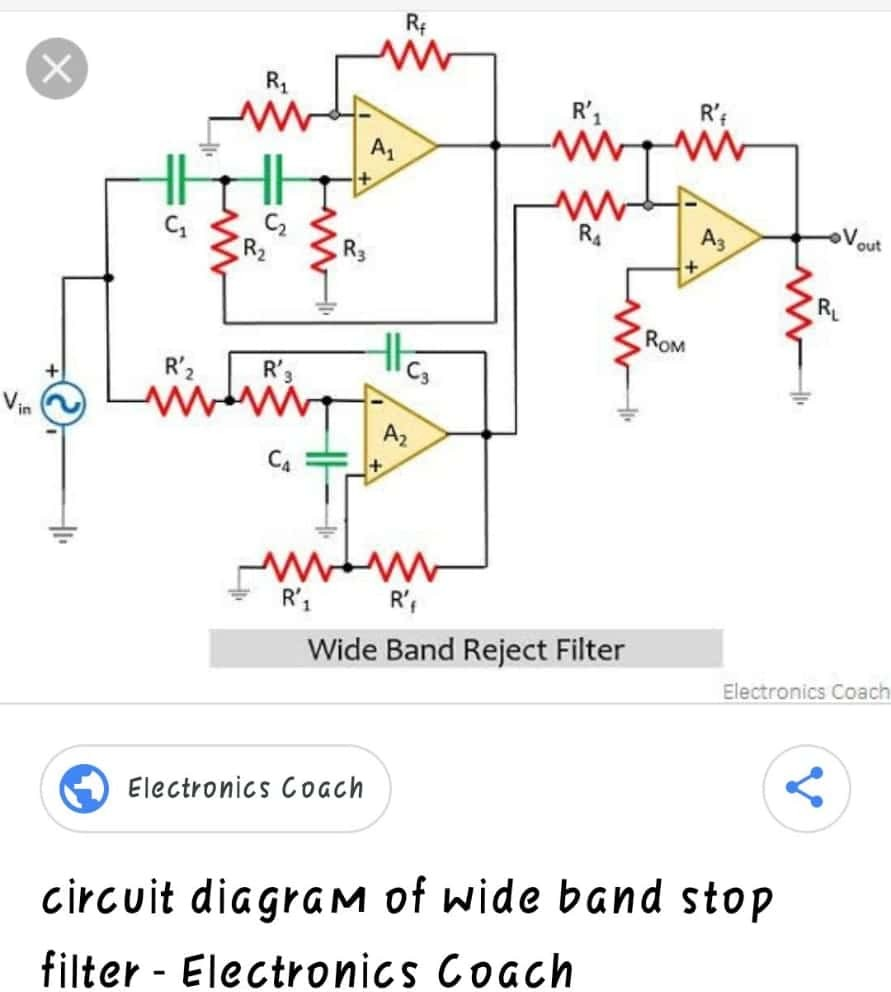 Rf
R1
R'1
R'f
A1
-
+
C1
C2
R2
R3
R4
A3
-
+
Vout
RL
ROM
C3
R'2
R'3
+
Vin
-
A2
-
+
C4
R'1
R'f
Wide Band Reject Filter
Electronics Coach
Electronics Coach
circuit diagram of wide band stop
filter - Electronics Coach